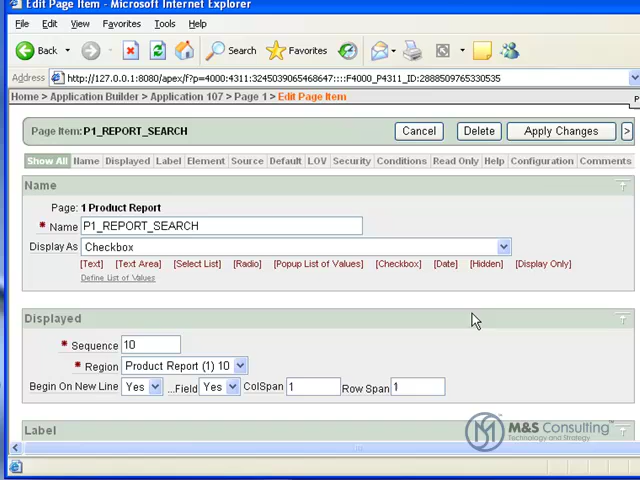 Edit Page Item - Microsoft Internet Explorer
File Edit View Favorites Tools Help
Back Search Favorites
Address http://127.0.0.1:8080/apex/f?p=4000:4311:3245039065468647::::F4000_P4311_ID:2888509765330535
Home > Application Builder > Application 107 > Page 1 > Edit Page Item
Page Item: P1_REPORT_SEARCH Cancel Delete Apply Changes >
Show All Name Displayed Label Element Source Default LOV Security Conditions Read Only Help Configuration Comments
Name
Page: 1 Product Report
* Name P1_REPORT_SEARCH
Display As Checkbox
[Text] [Text Area] [Select List] [Radio] [Popup List of Values] [Checkbox] [Date] [Hidden] [Display Only]
Define List of Values
Displayed
* Sequence 10
* Region Product Report (1) 10
Begin On New Line Yes ...Field Yes ColSpan 1 Row Span 1
Label
M&S Consulting
Technology and Strategy